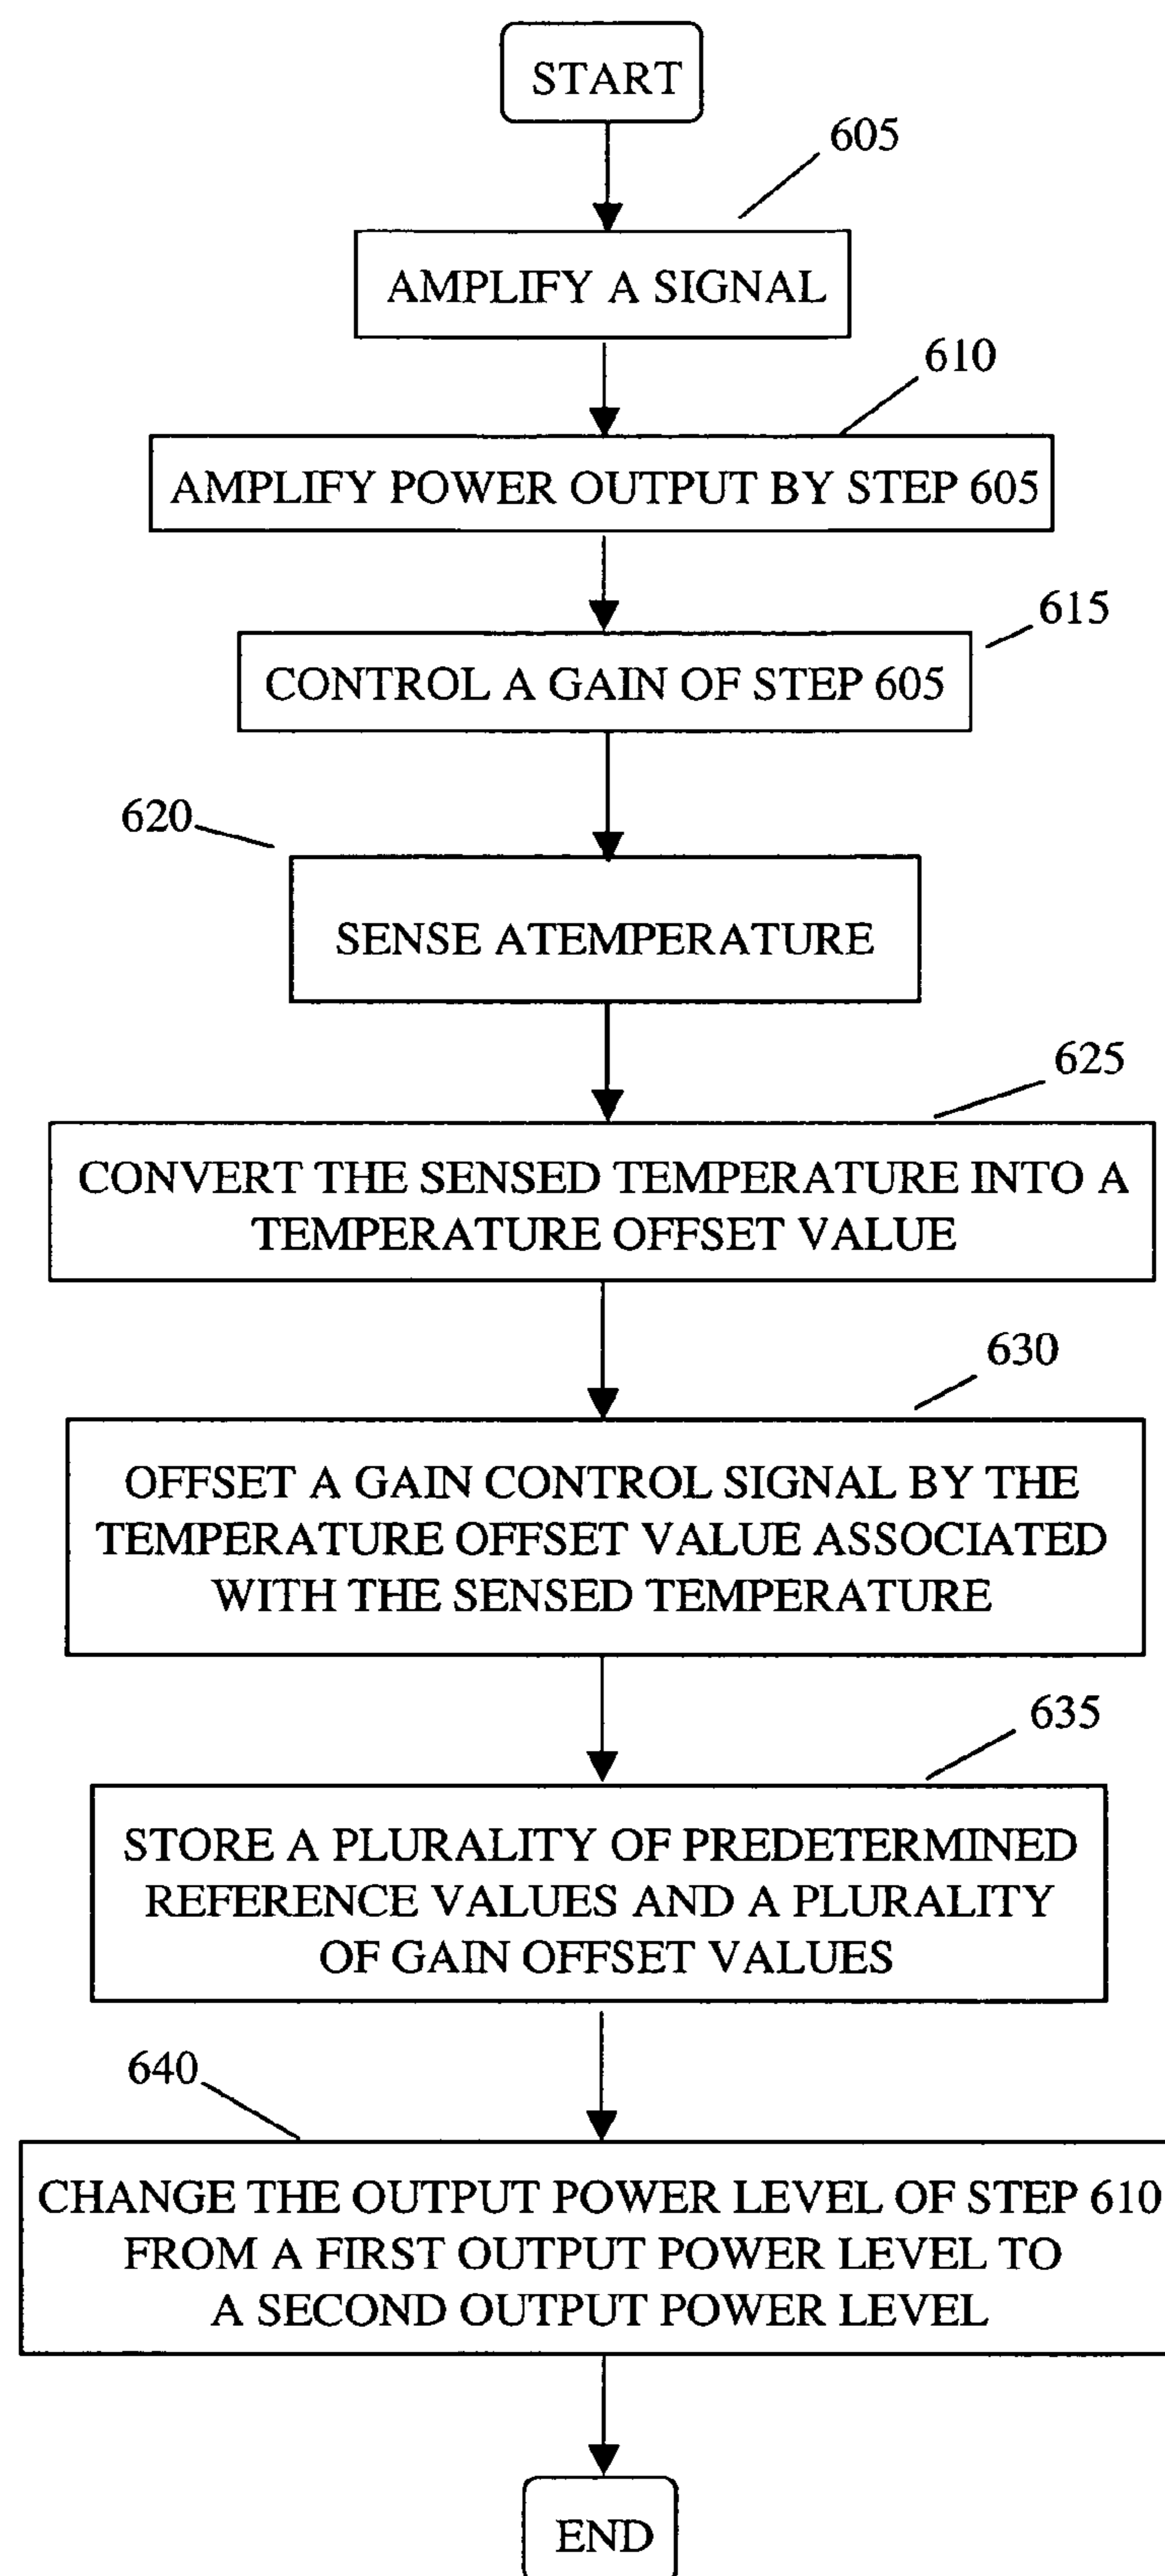 START
605
AMPLIFY A SIGNAL
610
AMPLIFY POWER OUTPUT BY STEP 605
615
CONTROL A GAIN OF STEP 605
620
SENSE ATEMPERATURE
625
CONVERT THE SENSED TEMPERATURE INTO A
TEMPERATURE OFFSET VALUE
630
OFFSET A GAIN CONTROL SIGNAL BY THE
TEMPERATURE OFFSET VALUE ASSOCIATED
WITH THE SENSED TEMPERATURE
635
STORE A PLURALITY OF PREDETERMINED
REFERENCE VALUES AND A PLURALITY
OF GAIN OFFSET VALUES
640
CHANGE THE OUTPUT POWER LEVEL OF STEP 610
FROM A FIRST OUTPUT POWER LEVEL TO
A SECOND OUTPUT POWER LEVEL
END